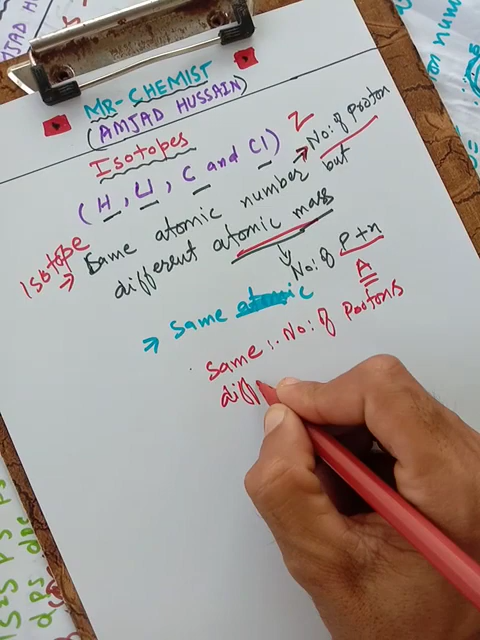 MR-CHEMIST
(AMJAD HUSSAIN)
Isotopes
(H, U, C and Cl)
Z
→ No: of Proton
Isotope
⇒ Same atomic number but
different atomic mass
No: of P+n
A
⇒ Same atomic
Same :. No: of Protons
diff